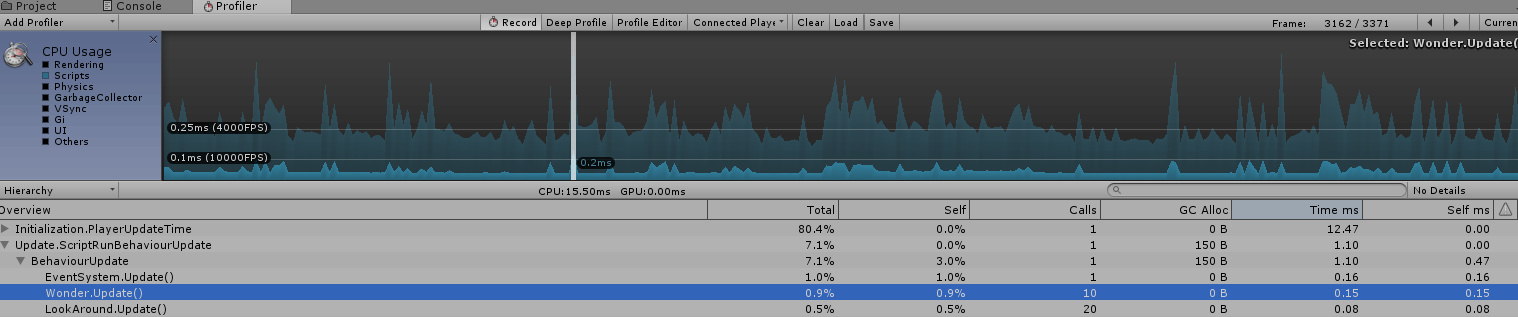 Project Console Profiler
Add Profiler Record Deep Profile Profile Editor Connected Playe Clear Load Save Frame: 3162 / 3371 Curren
CPU Usage
Rendering
Scripts
Physics
GarbageCollector
VSync
Gi
UI
Others
Selected: Wonder.Update(
0.25ms (4000FPS)
0.1ms (10000FPS)
0.2ms
Hierarchy CPU:15.50ms GPU:0.00ms No Details
Overview Total Self Calls GC Alloc Time ms Self ms
Initialization.PlayerUpdateTime 80.4% 0.0% 1 0 B 12.47 0.00
Update.ScriptRunBehaviourUpdate 7.1% 0.0% 1 150 B 1.10 0.00
BehaviourUpdate 7.1% 3.0% 1 150 B 1.10 0.47
EventSystem.Update() 1.0% 1.0% 1 0 B 0.16 0.16
Wonder.Update() 0.9% 0.9% 10 0 B 0.15 0.15
LookAround.Update() 0.5% 0.5% 20 0 B 0.08 0.08